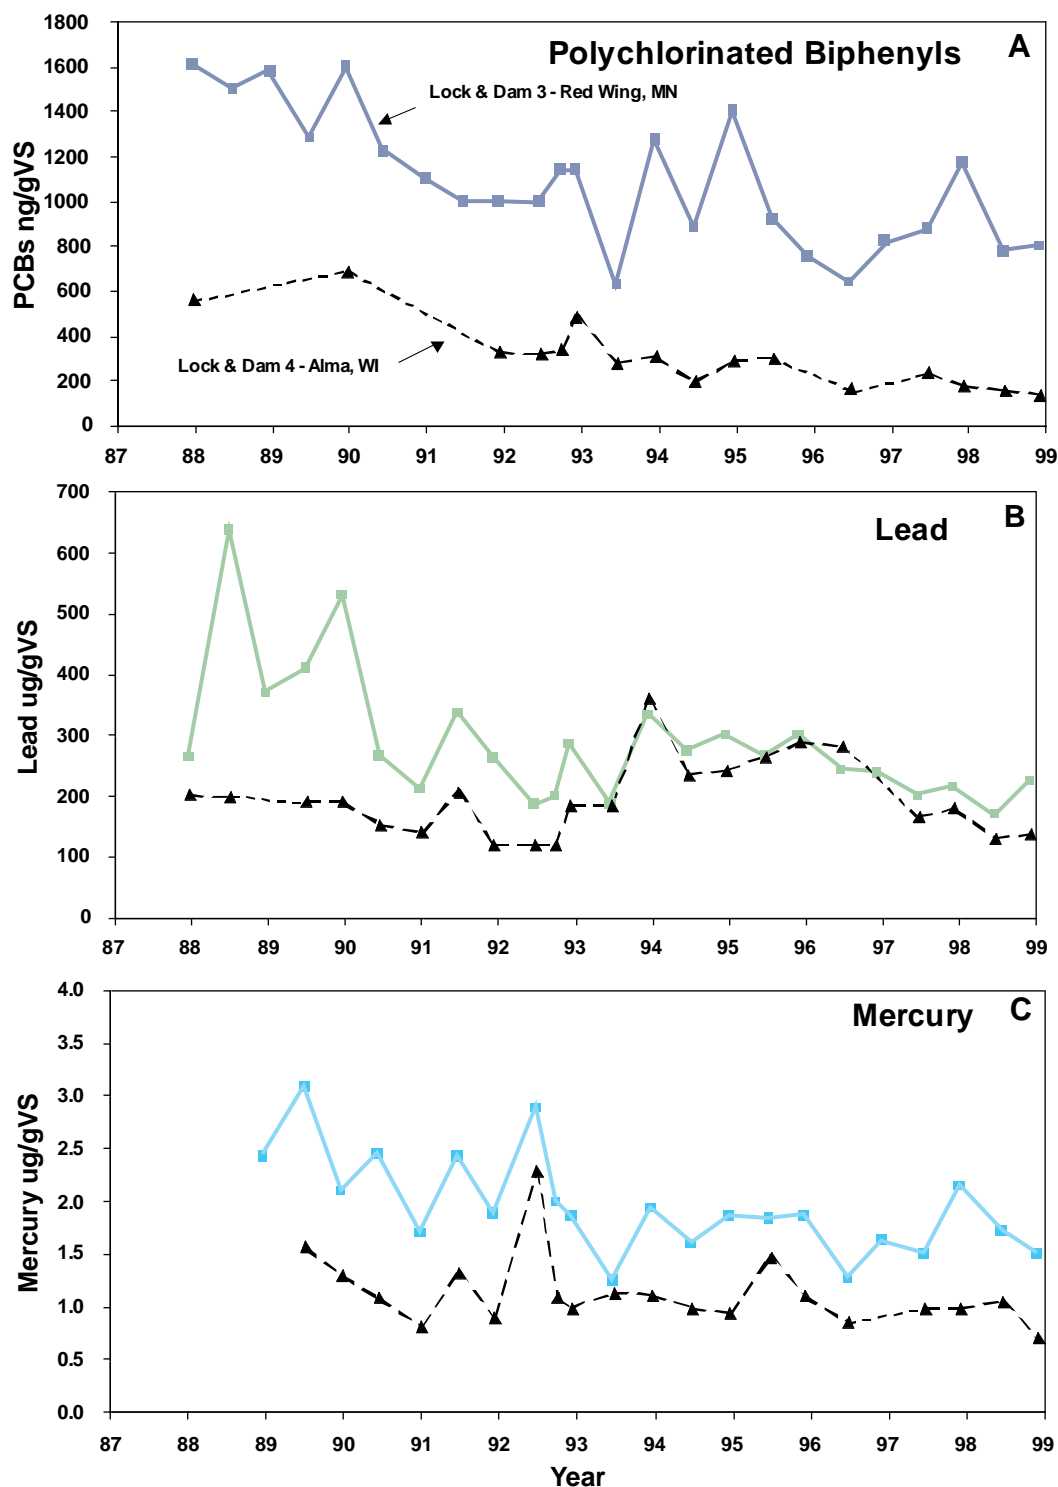 Polychlorinated Biphenyls A
PCBs ng/gVS
1800
1600
1400
1200
1000
800
600
400
200
0
Lock & Dam 3 - Red Wing, MN
Lock & Dam 4 - Alma, WI
87 88 89 90 91 92 93 94 95 96 97 98 99
Lead B
Lead ug/gVS
700
600
500
400
300
200
100
0
87 88 89 90 91 92 93 94 95 96 97 98 99
Mercury C
Mercury ug/gVS
4.0
3.5
3.0
2.5
2.0
1.5
1.0
0.5
0.0
87 88 89 90 91 92 93 94 95 96 97 98 99
Year